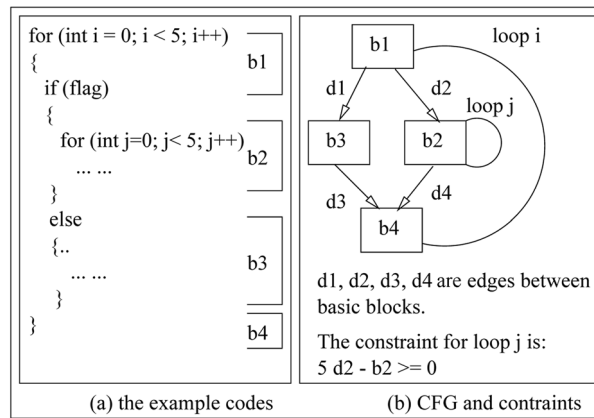 for (int i = 0; i < 5; i++)
{
if (flag)
{
for (int j=0; j< 5; j++)
... ...
}
else
{..
... ...
}
}
b1
b2
b3
b4
(a) the example codes
b1
loop i
d1
d2
loop j
b3
b2
d3
d4
b4
d1, d2, d3, d4 are edges between
basic blocks.
The constraint for loop j is:
5 d2 - b2 >= 0
(b) CFG and contraints